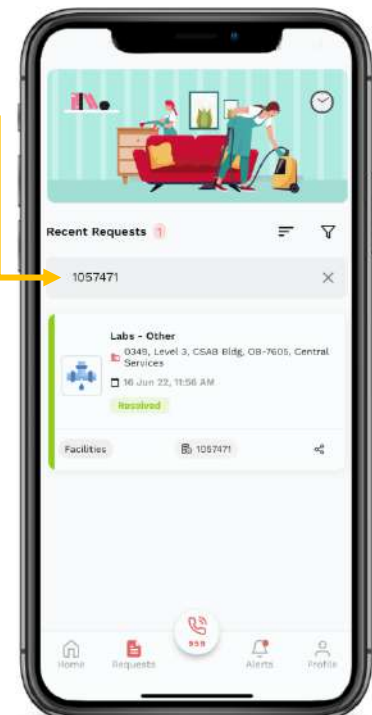 Recent Requests 1
1057471
Labs - Other
0349, Level 3, CSAB Bldg, OB-7605, Central
Services
16 Jun 22, 11:56 AM
Resolved
Facilities
1057471
959
Home
Requests
Alerts
Profile